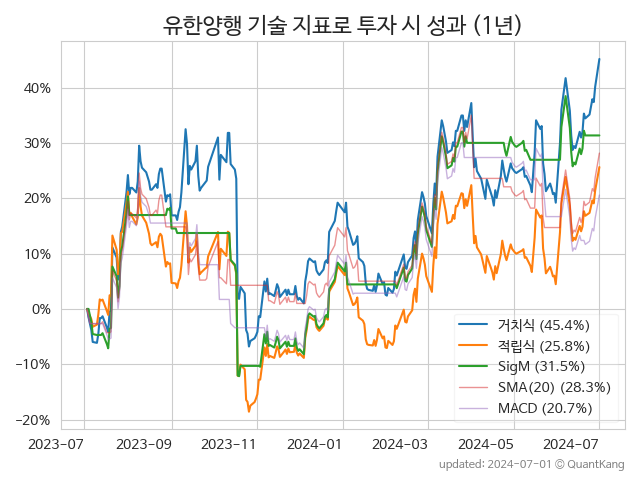 유한양행 기술 지표로 투자 시 성과 (1년)
40%
30%
20%
10%
0%
−10%
−20%
거치식 (45.4%)
적립식 (25.8%)
SigM (31.5%)
SMA(20) (28.3%)
MACD (20.7%)
2023-07 2023-09 2023-11 2024-01 2024-03 2024-05 2024-07
updated: 2024-07-01 © QuantKang